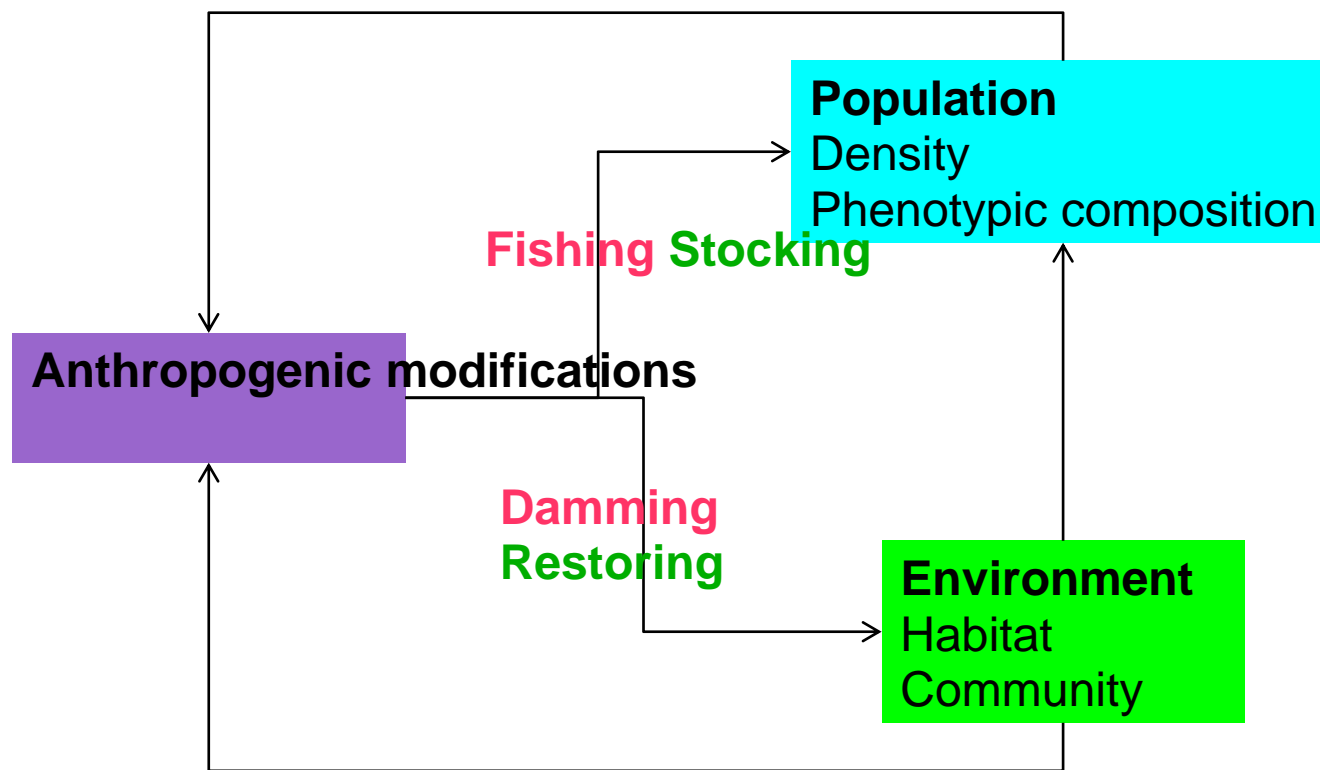 Population
Density
Phenotypic composition
Fishing Stocking
Anthropogenic modifications
Damming
Restoring
Environment
Habitat
Community